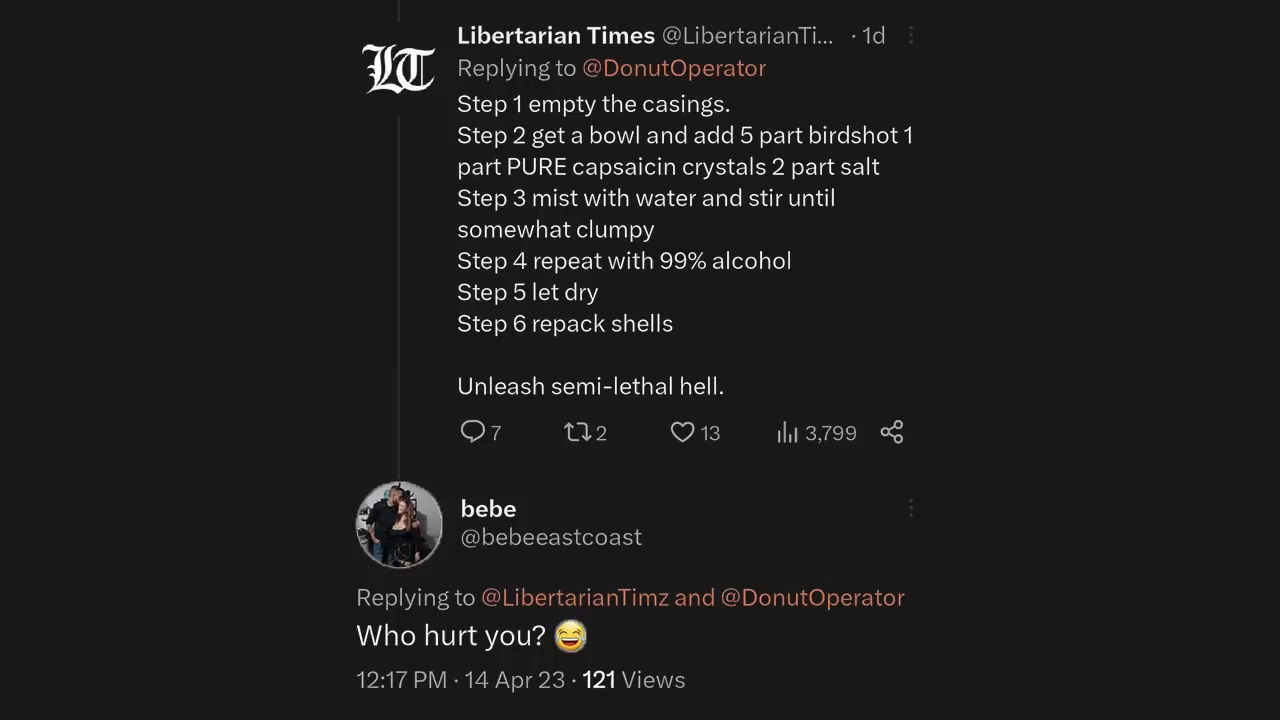 LT
Libertarian Times @LibertarianTi... · 1d
Replying to @DonutOperator
Step 1 empty the casings.
Step 2 get a bowl and add 5 part birdshot 1
part PURE capsaicin crystals 2 part salt
Step 3 mist with water and stir until
somewhat clumpy
Step 4 repeat with 99% alcohol
Step 5 let dry
Step 6 repack shells
Unleash semi-lethal hell.
7 2 13 3,799
bebe
@bebeeastcoast
Replying to @LibertarianTimz and @DonutOperator
Who hurt you? 😂
12:17 PM · 14 Apr 23 · 121 Views